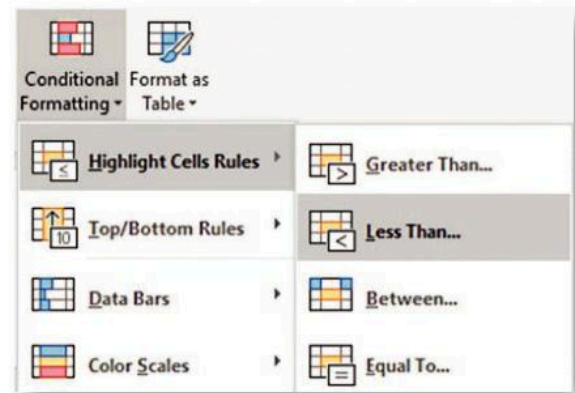 Conditional Formatting
Format as Table
Highlight Cells Rules
≤
Top/Bottom Rules
10
Data Bars
Color Scales
Greater Than...
>
Less Than...
<
Between...
Equal To...
=